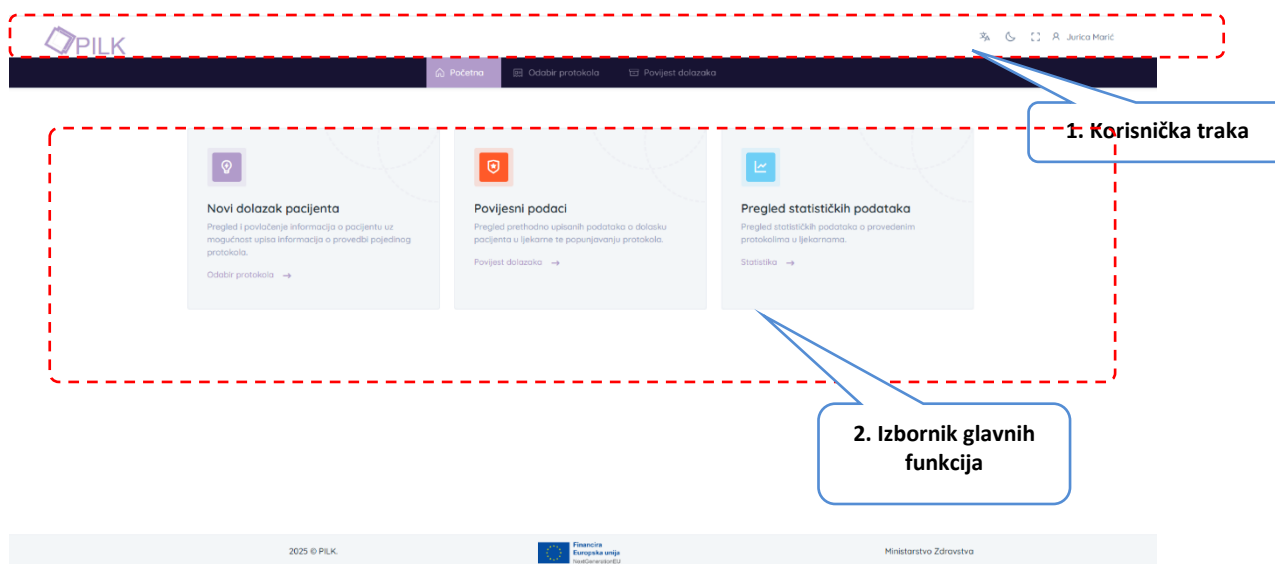 PILK
Jurica Marić
Početna
Odabir protokola
Povijest dolazaka
1. Korisnička traka
Novi dolazak pacijenta
Pregled i povlačenje informacija o pacijentu uz
mogućnost upisa informacija o provedbi pojedinog
protokola.
Odabir protokola
Povijesni podaci
Pregled prethodno upisanih podataka o dolasku
pacijenta u ljekarne te popunjavanju protokola.
Povijest dolazaka
Pregled statističkih podataka
Pregled statističkih podataka o provedenim
protokolima u ljekarnama.
Statistika
2. Izbornik glavnih
funkcija
2025 © PILK.
Financira
Europska unija
NextGenerationEU
Ministarstvo Zdravstva